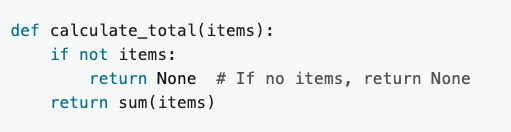 def calculate_total(items):
    if not items:
        return None  # If no items, return None
    return sum(items)